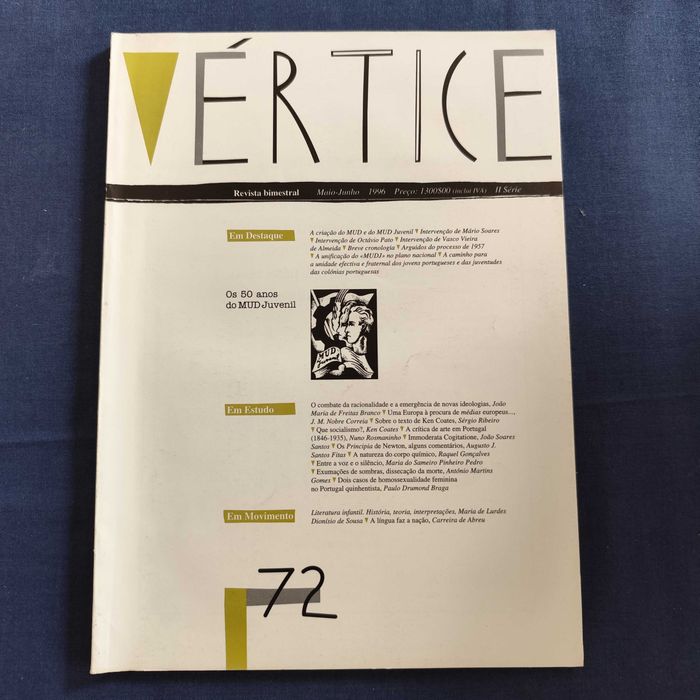 VÉRTICE
Revista bimestral Maio-Junho 1996 Preço: 1300$00 (inclui IVA) II Série
Em Destaque
A criação do MUD e do MUD Juvenil Intervenção de Mário Soares
Intervenção de Octávio Pato Intervenção de Vasco Vieira
de Almeida Breve cronologia Arguidos do processo de 1957
A unificação do «MUDJ» no plano nacional A caminho para
a unidade efectiva e fraternal dos jovens portugueses e das juventudes
das colónias portuguesas
Os 50 anos
do MUD Juvenil
MUD
Juvenil
Em Estudo
O combate da racionalidade e a emergência de novas ideologias, João
Maria de Freitas Branco Uma Europa à procura de médias europeus...,
J. M. Nobre Correia Sobre o texto de Ken Coates, Sérgio Ribeiro
Que socialismo?, Ken Coates A crítica de arte em Portugal
(1846-1935), Nuno Rosmaninho Immoderata Cogitatione, João Soares
Santos Os Principia de Newton, alguns comentários, Augusto J.
Santos Fitas A natureza do corpo químico, Raquel Gonçalves
Entre a voz e o silêncio, Maria do Sameiro Pinheiro Pedro
Exumações de sombras, dissecação da morte, António Martins
Gomes Dois casos de homossexualidade feminina
no Portugal quinhentista, Paulo Drumond Braga
Em Movimento
Literatura infantil. História, teoria, interpretações, Maria de Lurdes
Dionísio de Sousa A língua faz a nação, Carreira de Abreu
72